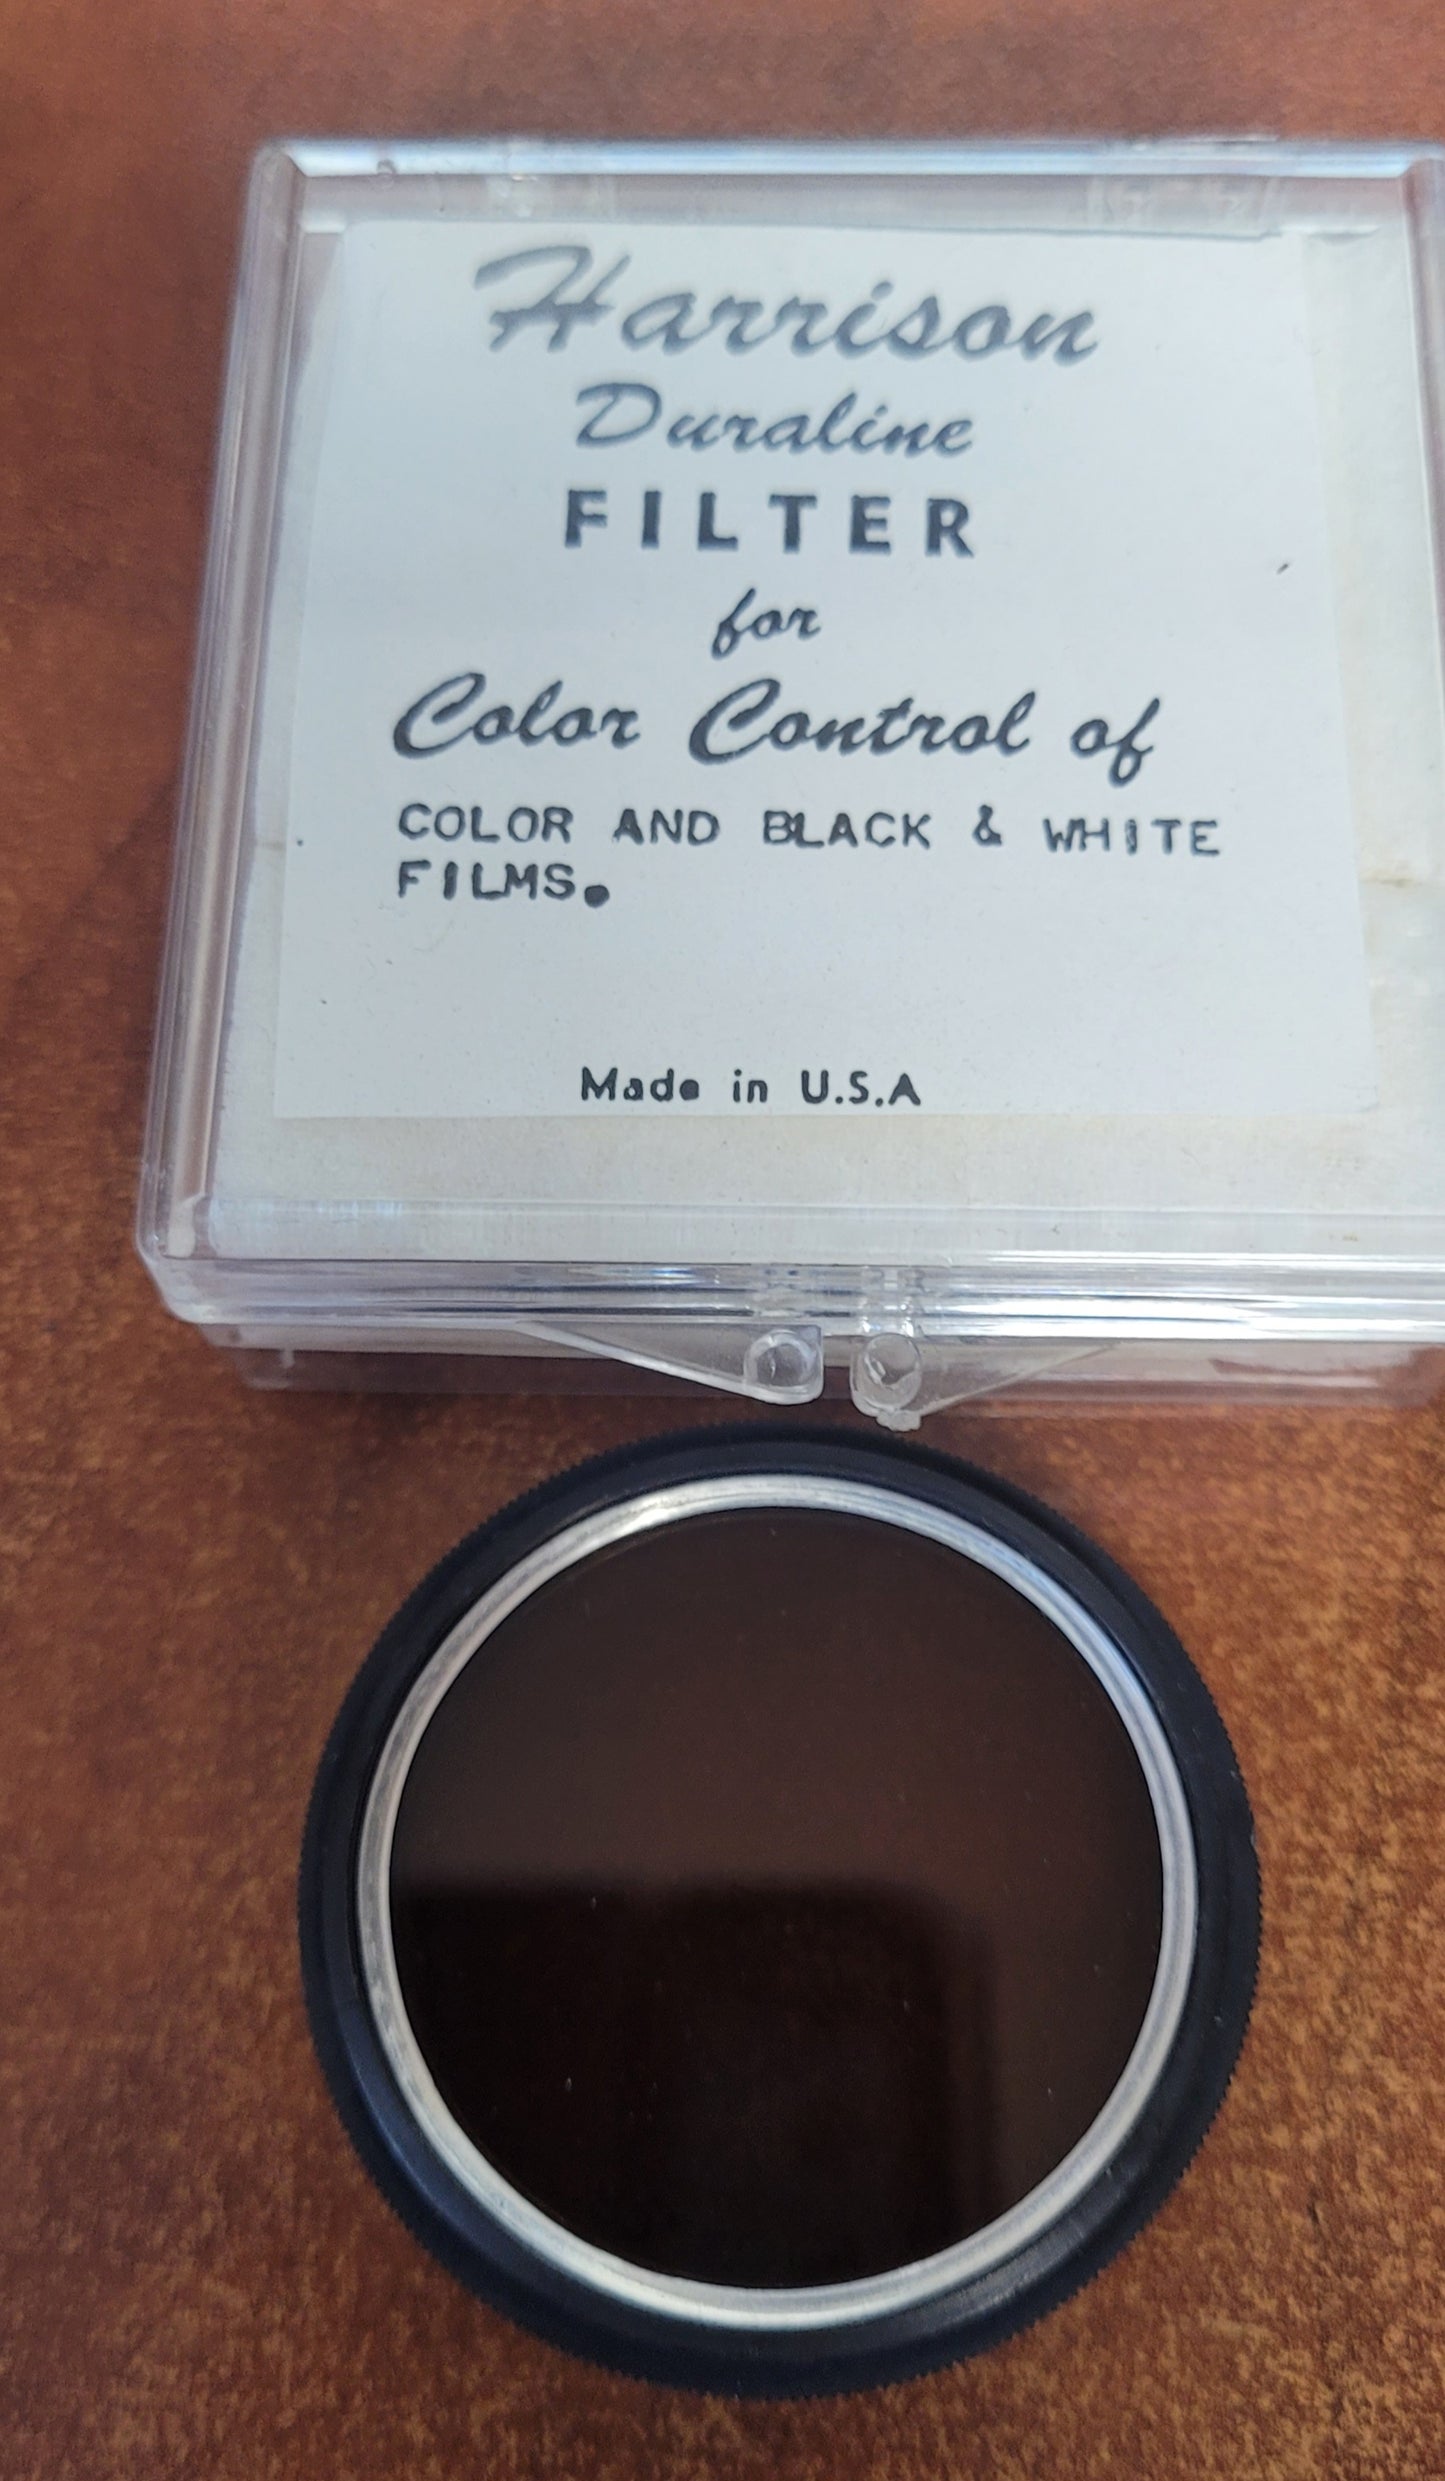 Harrison
Duraline
FILTER
for
Color Control of
COLOR AND BLACK & WHITE
FILMS.
Made in U.S.A